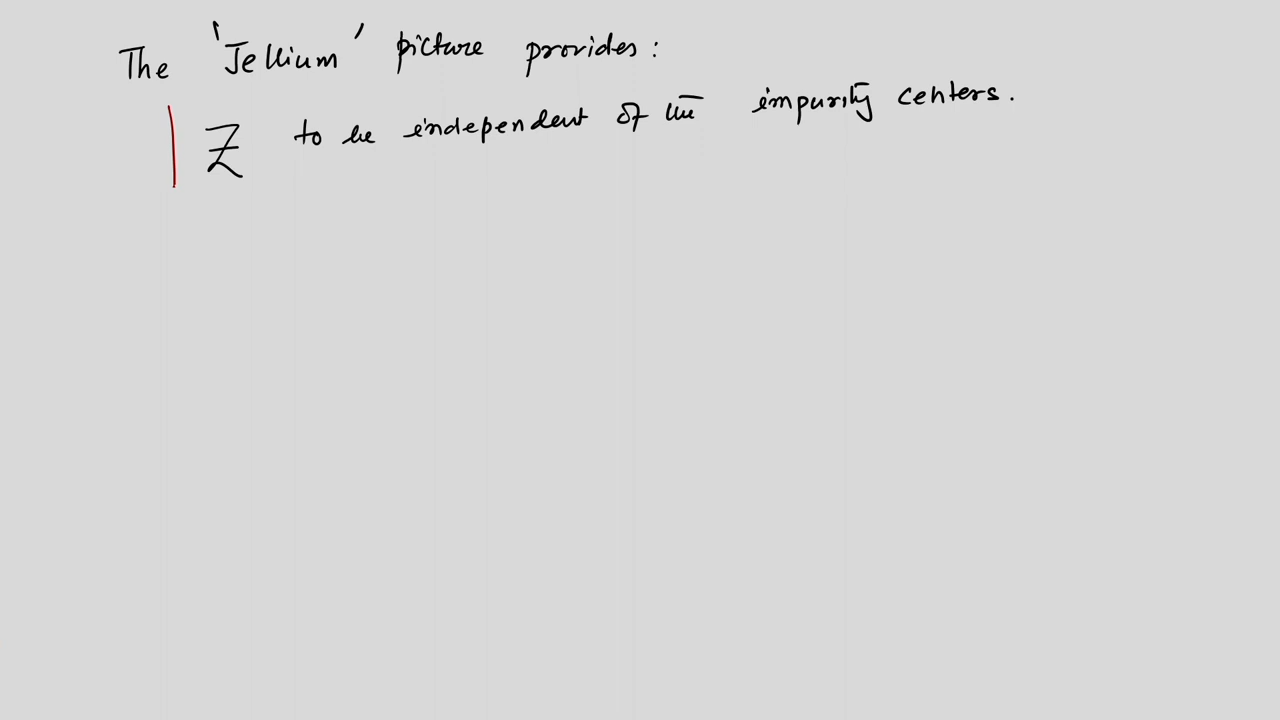 The 'Jellium' picture provides:
Z to be independent of the impurity centers.